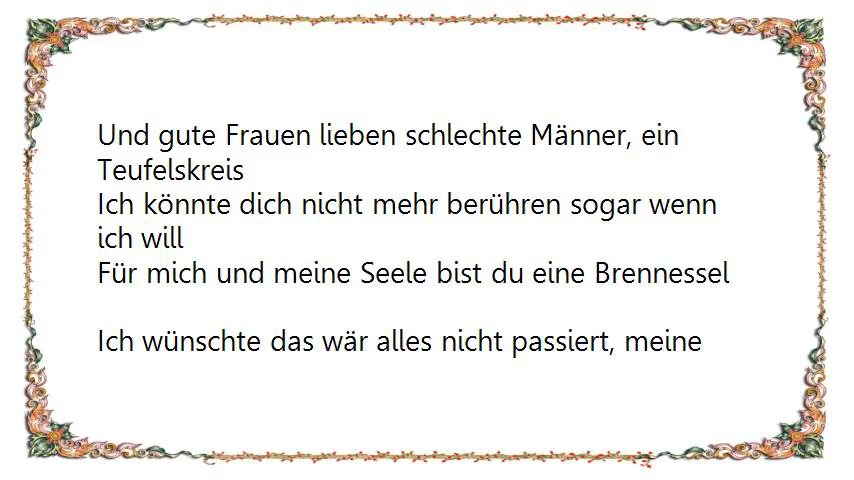 Und gute Frauen lieben schlechte Männer, ein
Teufelskreis
Ich könnte dich nicht mehr berühren sogar wenn
ich will
Für mich und meine Seele bist du eine Brennessel
Ich wünschte das wär alles nicht passiert, meine